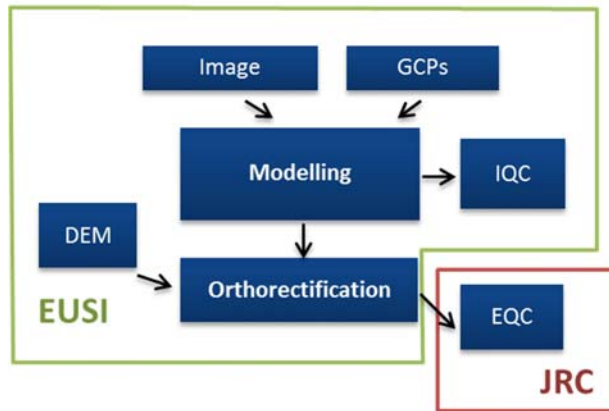 Image
GCPs
Modelling
IQC
DEM
Orthorectification
EUSI
EQC
JRC